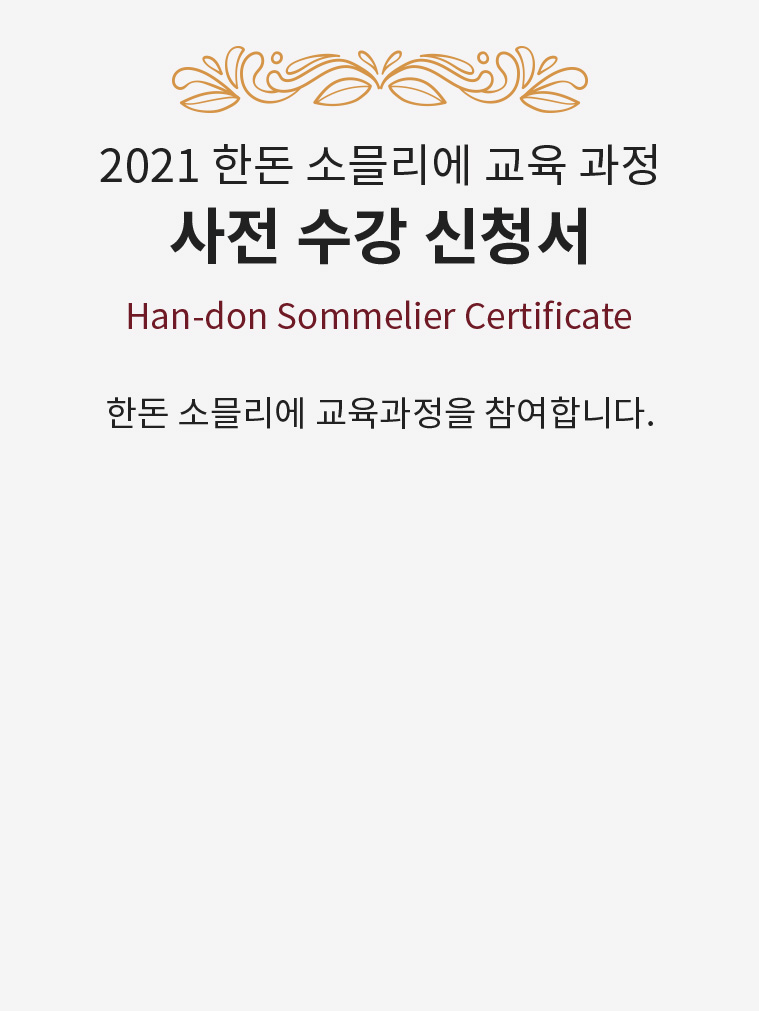 2021 한돈 소믈리에 교육 과정
사전 수강 신청서
Han-don Sommelier Certificate
한돈 소믈리에 교육과정을 참여합니다.